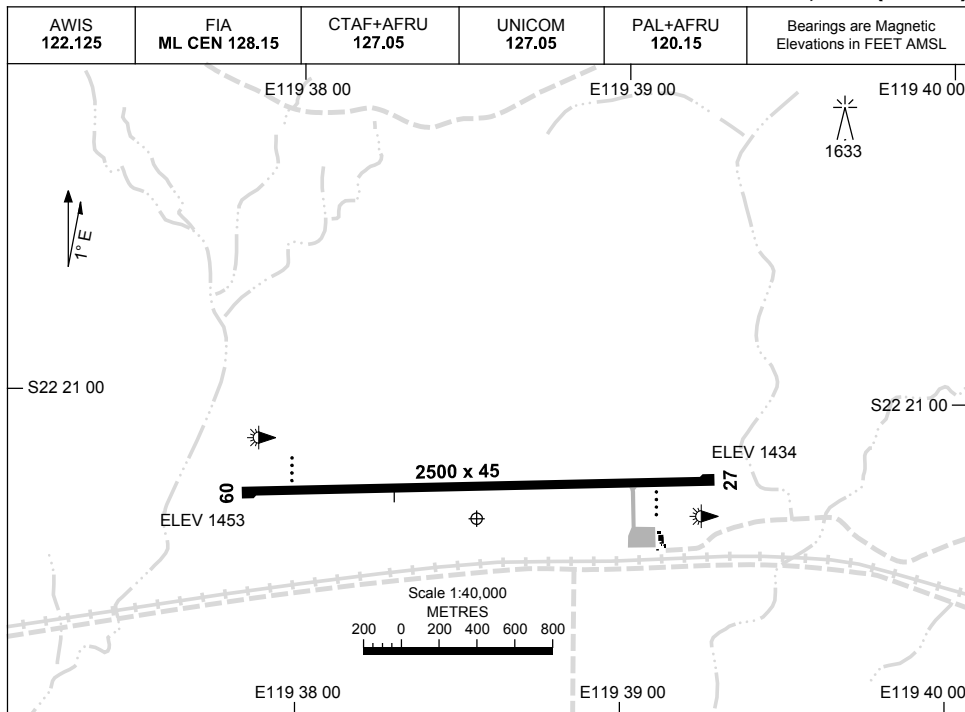 AWIS
122.125
FIA
ML CEN 128.15
CTAF+AFRU
127.05
UNICOM
127.05
PAL+AFRU
120.15
Bearings are Magnetic
Elevations in FEET AMSL
E119 38 00
E119 39 00
E119 40 00
1633
1° E
S22 21 00
S22 21 00
ELEV 1434
2500 x 45
09
27
ELEV 1453
Scale 1:40,000
METRES
200 0 200 400 600 800
E119 38 00
E119 39 00
E119 40 00